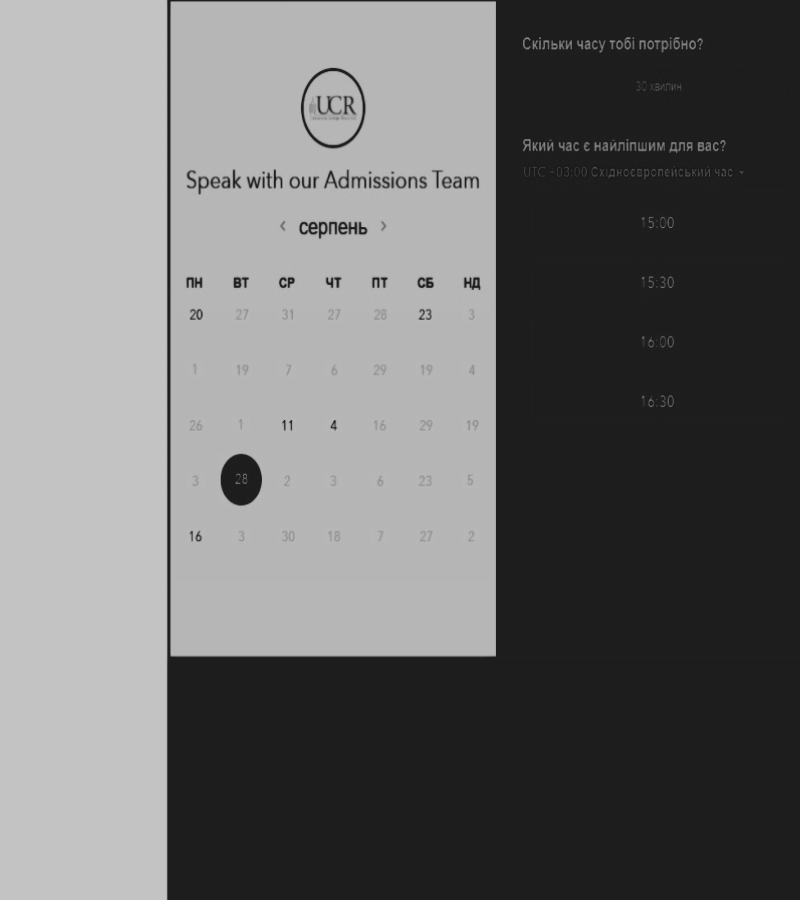 UCR
Speak with our Admissions Team
‹ серпень ›
ПН ВТ СР ЧТ ПТ СБ НД
20 27 31 27 28 23 3
1 19 7 6 29 19 4
26 1 11 4 16 29 19
3 28 2 3 6 23 5
16 3 30 18 7 27 2
Скільки часу тобі потрібно?
30 хвилин
Який час є найліпшим для вас?
UTC +03:00 Східноєвропейський час
15:00
15:30
16:00
16:30